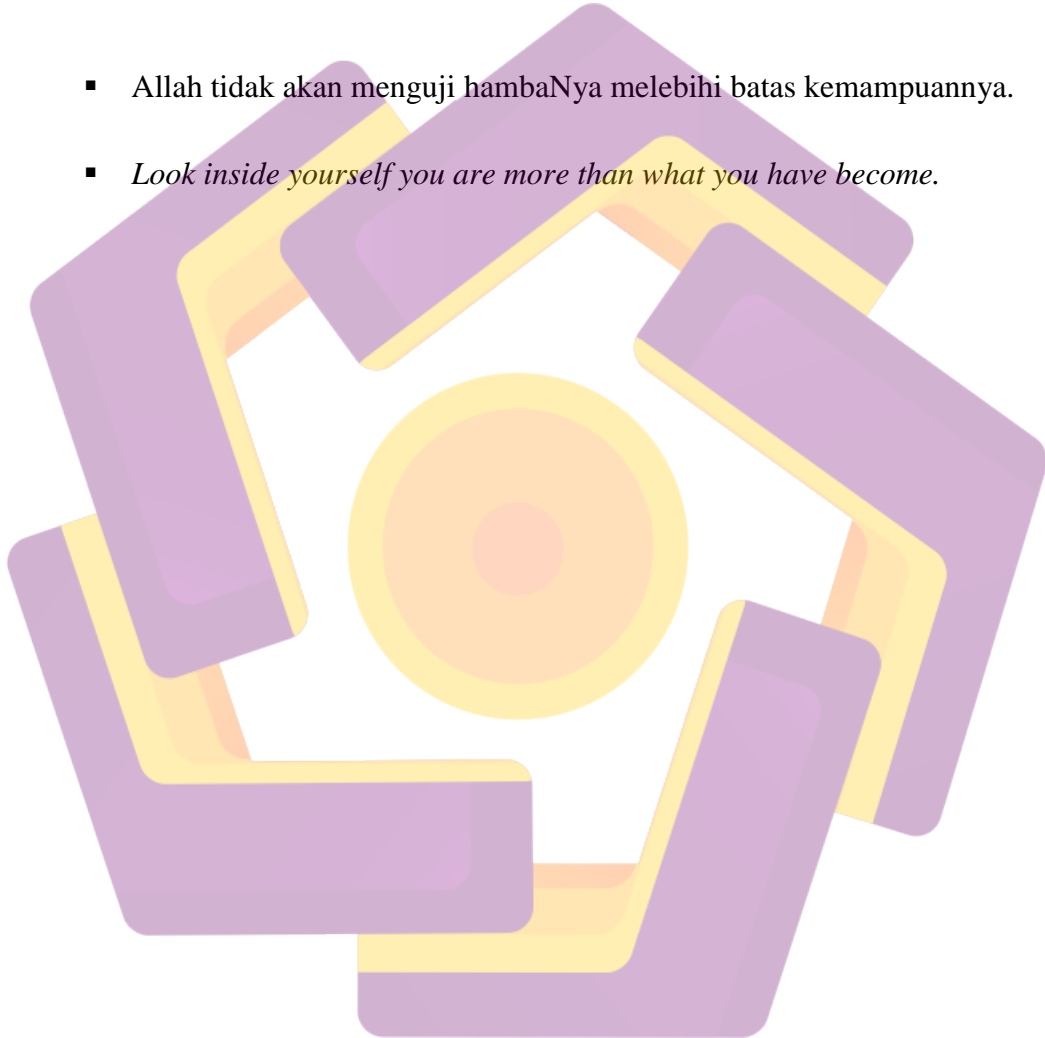 ▪ Allah tidak akan menguji hambaNya melebihi batas kemampuannya.
▪ Look inside yourself you are more than what you have become.